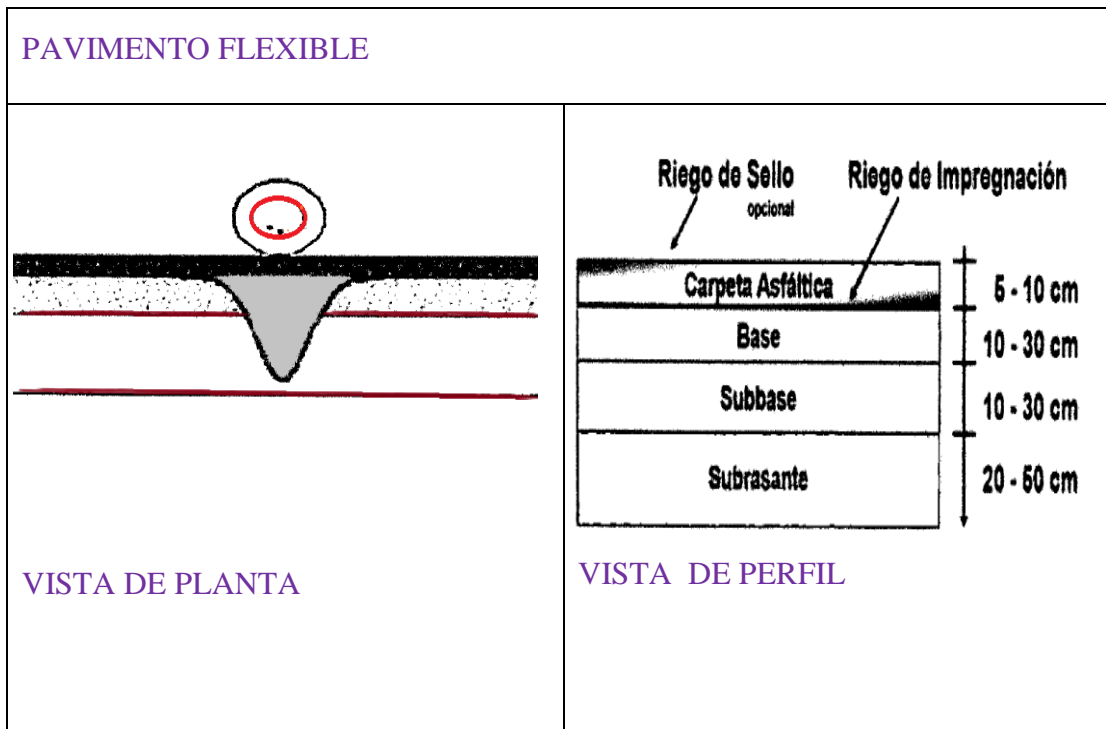 PAVIMENTO FLEXIBLE
Riego de Sello
opcional
Riego de Impregnación
Carpeta Asfáltica
5 - 10 cm
Base
10 - 30 cm
Subbase
10 - 30 cm
Subrasante
20 - 50 cm
VISTA DE PLANTA
VISTA DE PERFIL